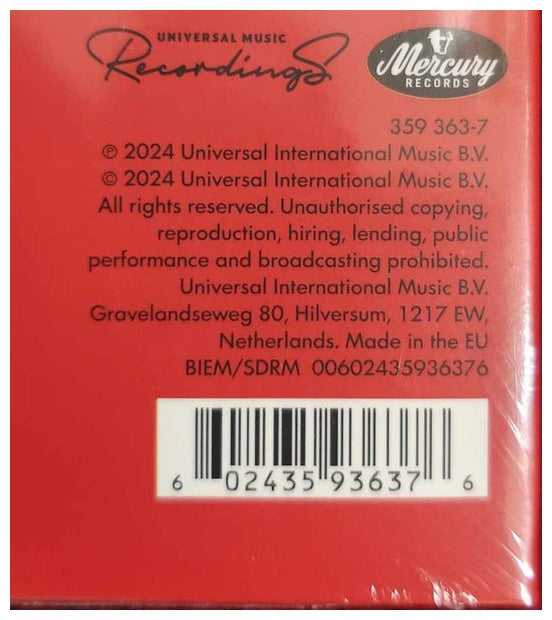 UNIVERSAL MUSIC
Recordings
Mercury
RECORDS
359 363-7
℗ 2024 Universal International Music B.V.
© 2024 Universal International Music B.V.
All rights reserved. Unauthorised copying,
reproduction, hiring, lending, public
performance and broadcasting prohibited.
Universal International Music B.V.
Gravelandseweg 80, Hilversum, 1217 EW,
Netherlands. Made in the EU
BIEM/SDRM 00602435936376
6 02435 93637 6